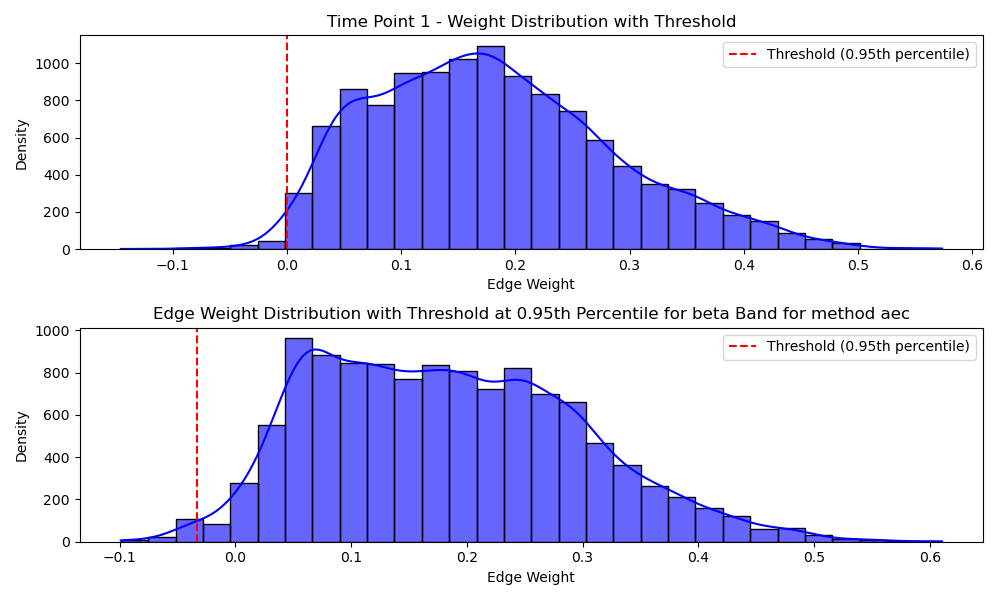 Time Point 1 - Weight Distribution with Threshold
Threshold (0.95th percentile)
1000
800
600
400
200
0
Density
−0.1 0.0 0.1 0.2 0.3 0.4 0.5 0.6
Edge Weight
Edge Weight Distribution with Threshold at 0.95th Percentile for beta Band for method aec
Threshold (0.95th percentile)
1000
800
600
400
200
0
Density
−0.1 0.0 0.1 0.2 0.3 0.4 0.5 0.6
Edge Weight